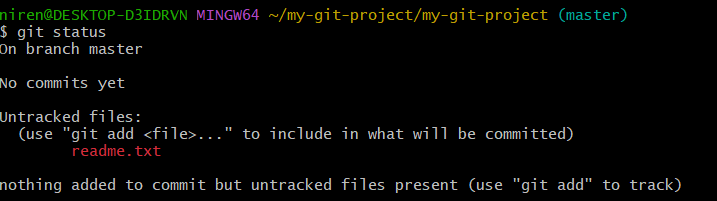 niren@DESKTOP-D3IDRVN MINGW64 ~/my-git-project/my-git-project (master)
$ git status
On branch master

No commits yet

Untracked files:
  (use "git add <file>..." to include in what will be committed)
        readme.txt

nothing added to commit but untracked files present (use "git add" to track)